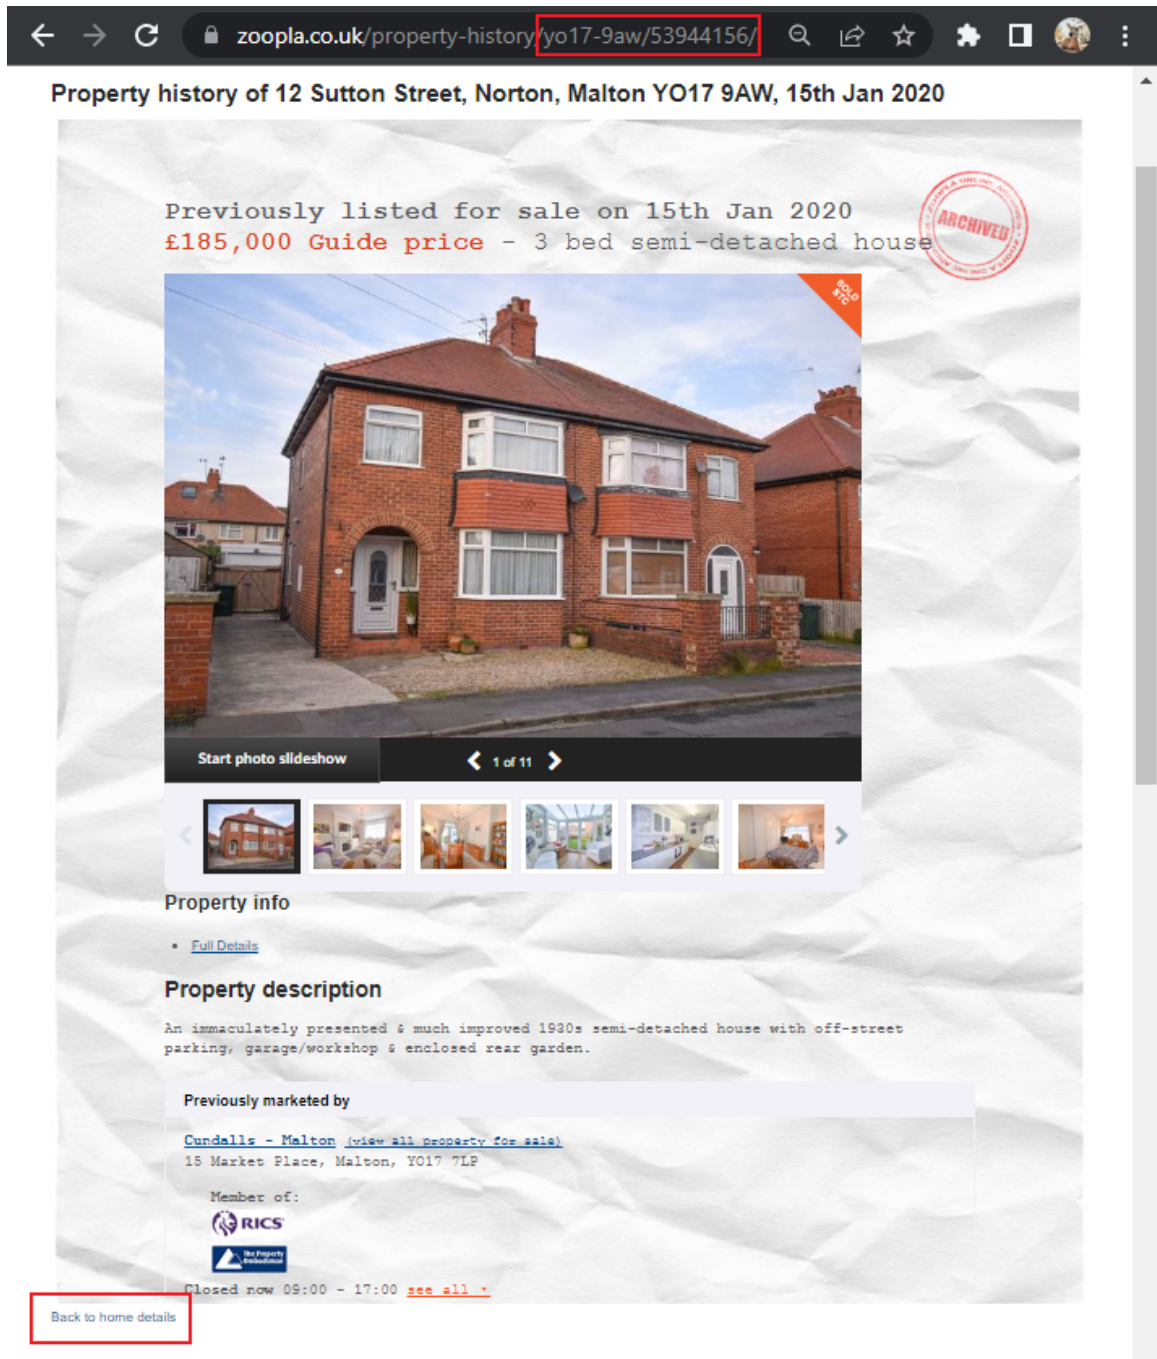 zoopla.co.uk/property-history/yo17-9aw/53944156/
Property history of 12 Sutton Street, Norton, Malton YO17 9AW, 15th Jan 2020
Previously listed for sale on 15th Jan 2020
£185,000 Guide price - 3 bed semi-detached house
ARCHIVED
SOLD
STC
Start photo slideshow
1 of 11
Property info
• Full Details
Property description
An immaculately presented & much improved 1930s semi-detached house with off-street
parking, garage/workshop & enclosed rear garden.
Previously marketed by
Cundalls - Malton (view all property for sale)
15 Market Place, Malton, YO17 7LP
Member of:
RICS
The Property
Ombudsman
Closed now 09:00 - 17:00 see all
Back to home details